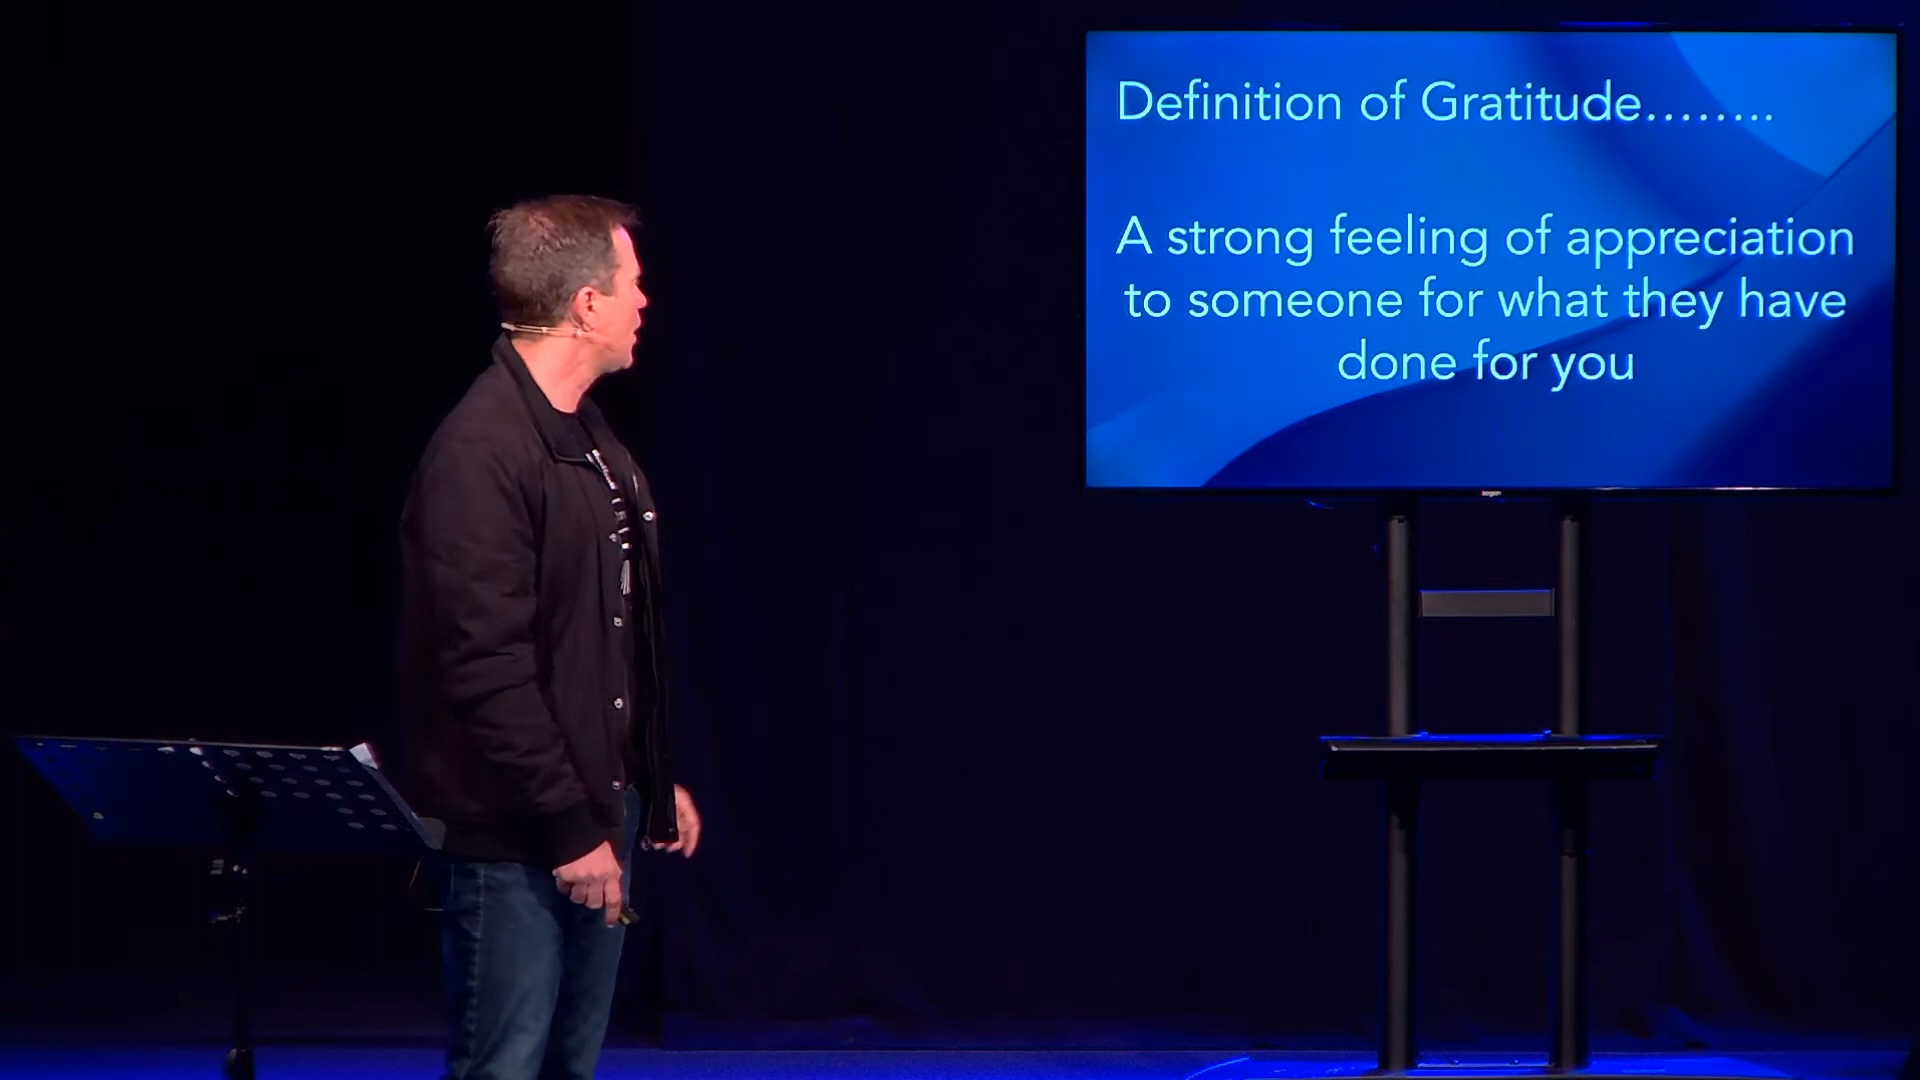 Definition of Gratitude........
A strong feeling of appreciation
to someone for what they have
done for you